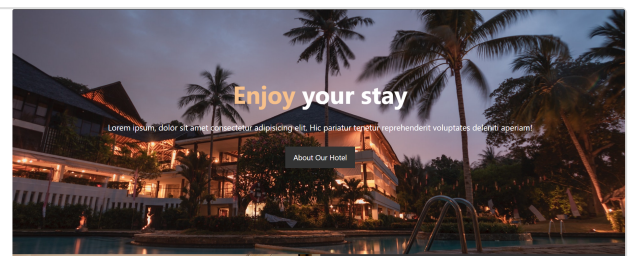 Enjoy your stay
Lorem ipsum, dolor sit amet consectetur adipisicing elit. Hic pariatur tenetur reprehenderit voluptates deleniti aperiam!
About Our Hotel